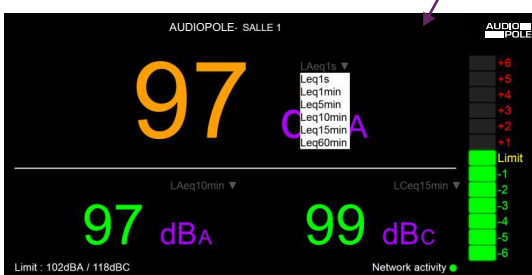 AUDIOPOLE- SALLE 1
AUDIO
POLE
97 dBA
LAeq1s ▼
Leq1s
Leq1min
Leq5min
Leq10min
Leq15min
Leq60min
+6
+5
+4
+3
+2
+1
Limit
-1
-2
-3
-4
-5
-6
LAeq10min ▼
97 dBA
LCeq15min ▼
99 dBC
Limit : 102dBA / 118dBC
Network activity